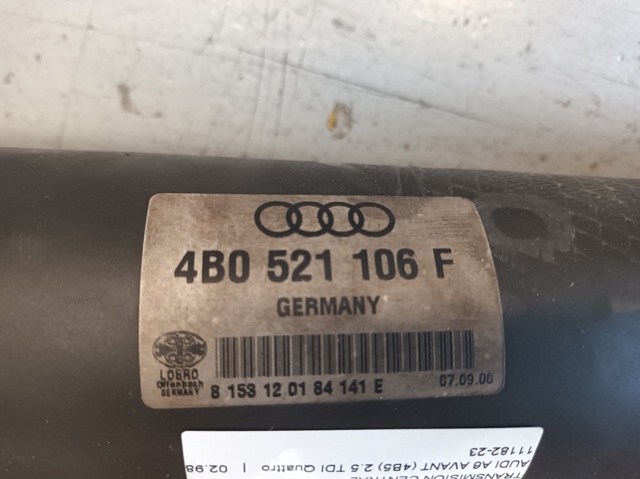 4B0 521 106 F
GERMANY
LOBRO
Offenbach
GERMANY
8 153 12 01 84 141 E
07.09.00
TRANSMISION CENTRAL
AUDI A6 AVANT (4B5) 2.5 TDI Quattro | 02.98
11182-23